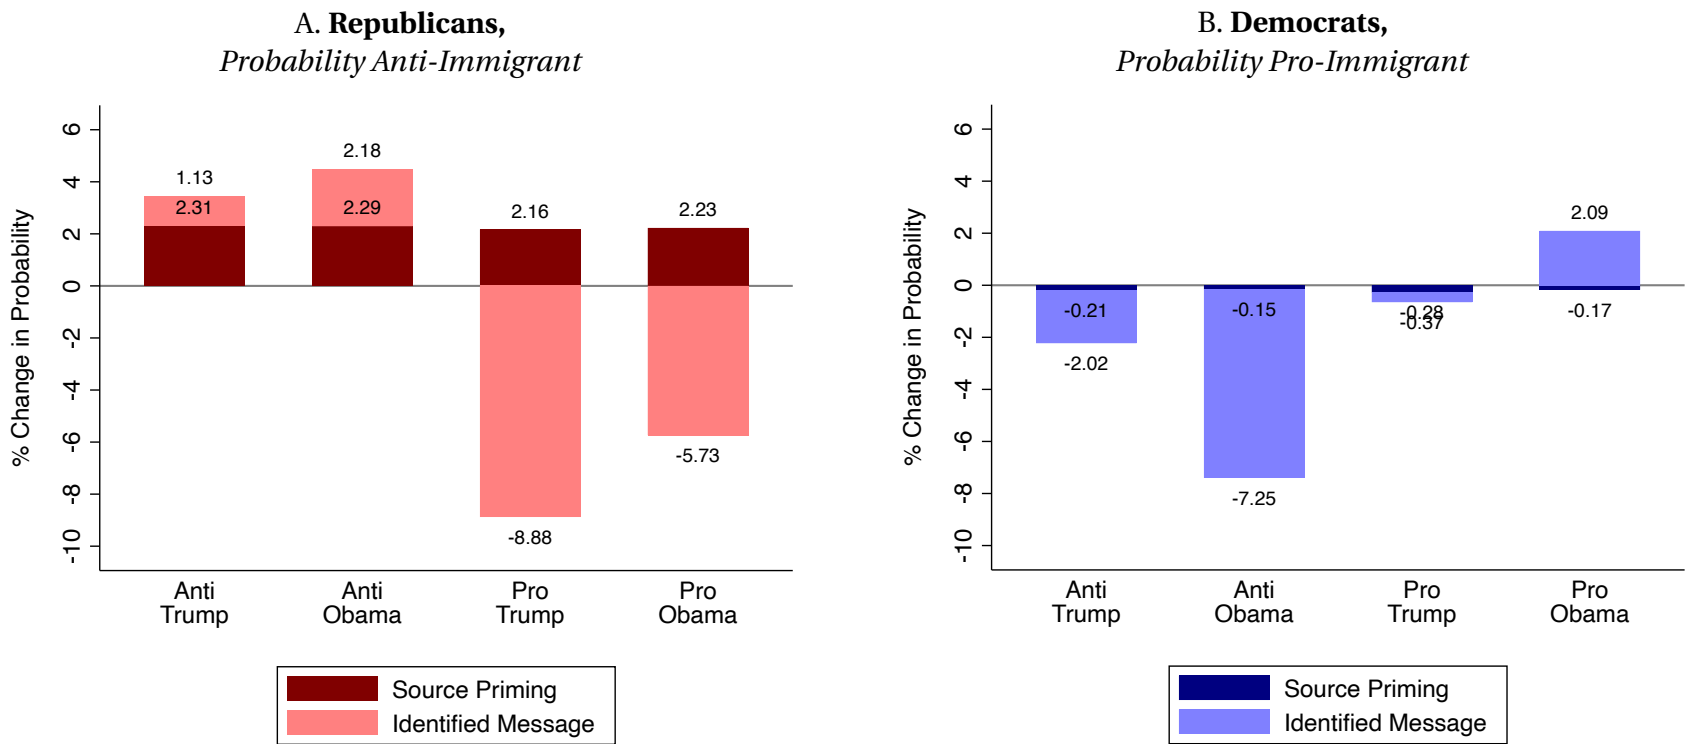 A. Republicans,
Probability Anti-Immigrant
% Change in Probability
6
4
2
0
-2
-4
-6
-8
-10
1.13
2.31
2.18
2.29
2.16
-8.88
2.23
-5.73
Anti
Trump
Anti
Obama
Pro
Trump
Pro
Obama
Source Priming
Identified Message
B. Democrats,
Probability Pro-Immigrant
% Change in Probability
6
4
2
0
-2
-4
-6
-8
-10
-0.21
-2.02
-0.15
-7.25
-0.28
-0.37
2.09
-0.17
Anti
Trump
Anti
Obama
Pro
Trump
Pro
Obama
Source Priming
Identified Message